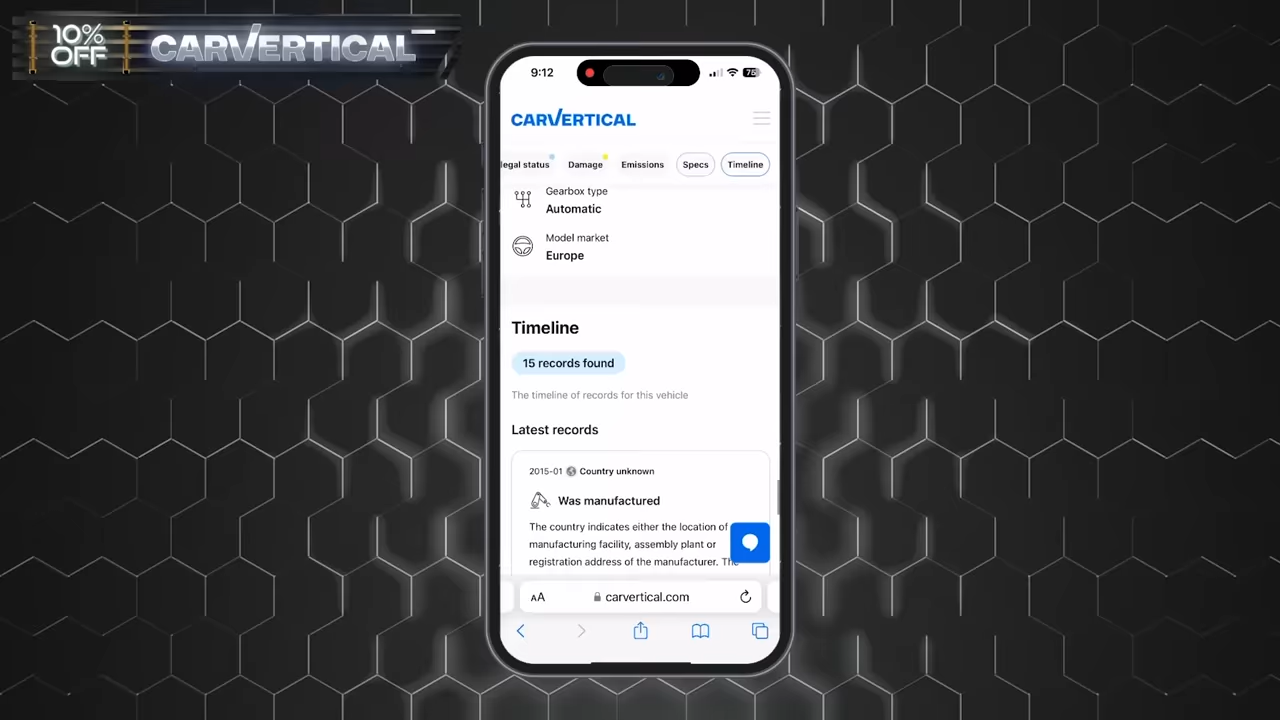 10%
OFF
CARVERTICAL
9:12
75
CARVERTICAL
legal status
Damage
Emissions
Specs
Timeline
Gearbox type
Automatic
Model market
Europe
Timeline
15 records found
The timeline of records for this vehicle
Latest records
2015-01 Country unknown
Was manufactured
The country indicates either the location of
manufacturing facility, assembly plant or
registration address of the manufacturer. The
AA
carvertical.com